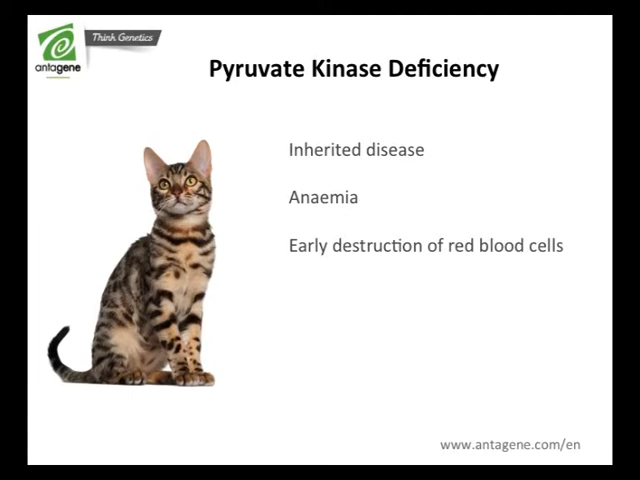 Think Genetics
antagene
Pyruvate Kinase Deficiency
Inherited disease
Anaemia
Early destruction of red blood cells
www.antagene.com/en